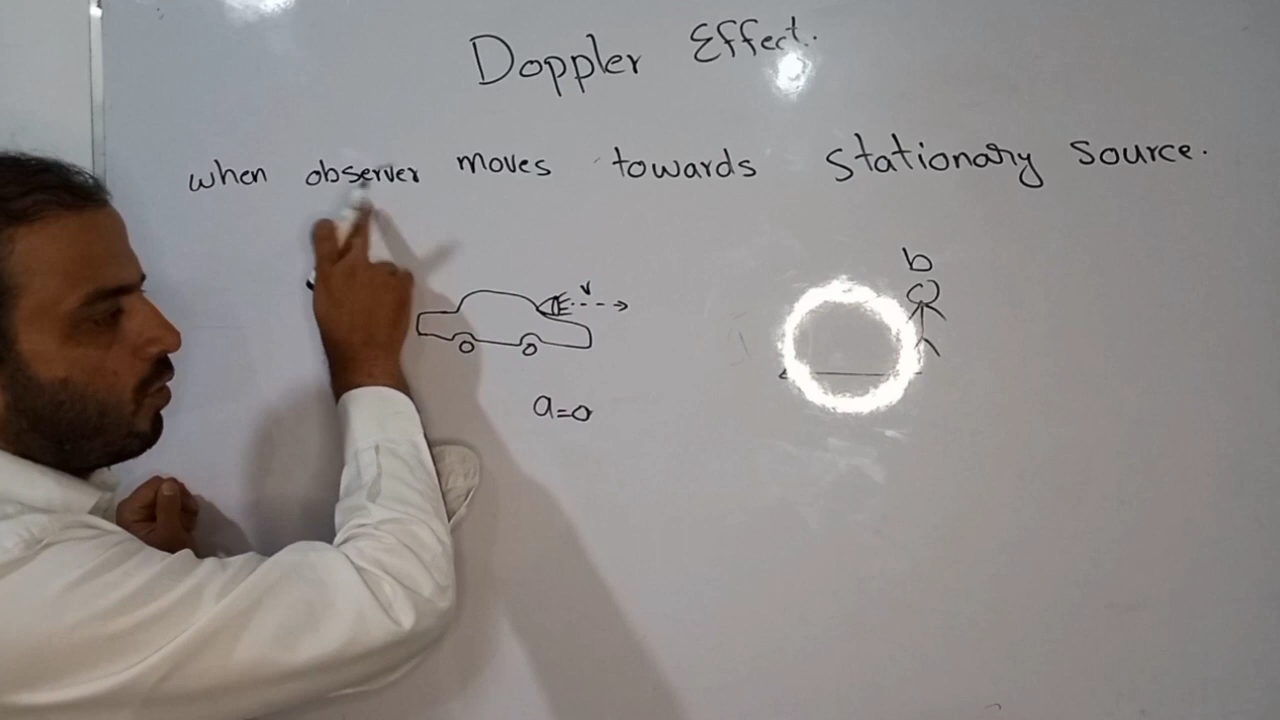 Doppler Effect.
when observer moves towards stationary source.
b
v
a=0